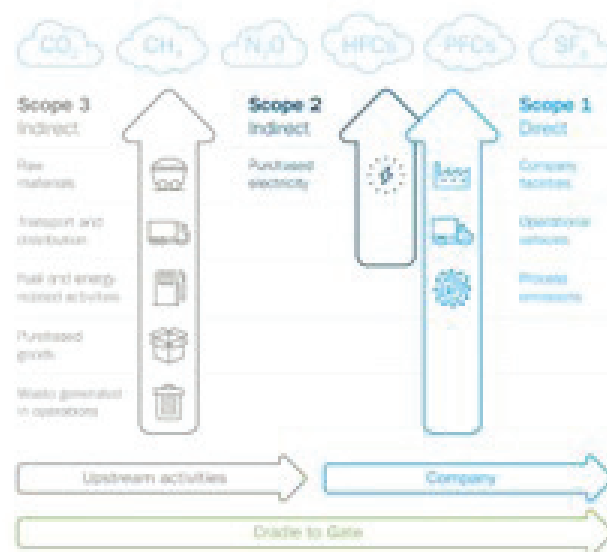 CO₂ CH₄ N₂O HFCs PFCs SF₆
Scope 3
Indirect
Scope 2
Indirect
Scope 1
Direct
Raw
materials
Purchased
electricity
Company
facilities
Transport and
distribution
Operational
vehicles
Fuel and energy
related activities
Process
emissions
Purchased
goods
Waste generated
in operations
Upstream activities
Company
Cradle to Gate